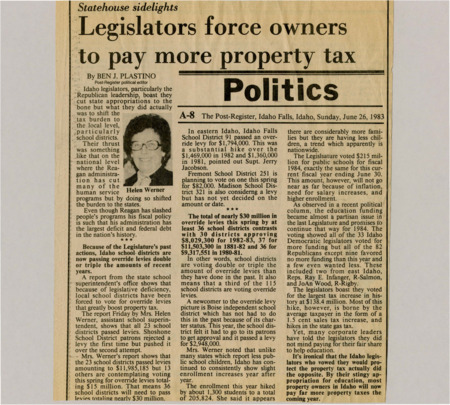 Statehouse sidelights
Legislators force owners
to pay more property tax
By BEN J. PLASTINO
Post-Register political writer
Idaho legislators, particularly the
Republican leadership, boast they
cut state appropriations to the
bone but what they did actually
was to shift the
tax burden to
the local level,
particularly
school districts.
Their thrust
was something
like that on the
national level
where the Rea-
gan administra-
tion has cut
many of the
human service
programs but by doing so shifted
the burden to the states.
Even though Reagan has slashed
people's programs his fiscal policy
is such that his administration has
the largest deficit and federal debt
in the nation's history.
***
Because of the Legislature's past
actions, Idaho school districts are
now passing override levies double
or triple the amounts of recent
years.
A report from the state school
superintendent's office shows that
because of legislative deficiency,
local school districts have been
forced to vote for override levies
that greatly boost property tax.
The report Friday by Mrs. Helen
Werner, assistant school superin-
tendent, shows that all 23 school
districts passed levies. Shoshone
School District patrons rejected a
levy the first time but pushed it
over the second attempt.
Mrs. Werner's report shows that
the 23 school districts passed levies
amounting to $11,985,185 but 13
others are contemplating voting
this spring for override levies total-
ing $15 million. That means 36
school districts will need to pass
levies totaling nearly $30 million.
Helen Werner
Politics
A-8 The Post-Register, Idaho Falls, Idaho, Sunday, June 26, 1983
In eastern Idaho, Idaho Falls
School District 91 passed an over-
ride levy for $1,794,000. This was
a substantial hike over the
$1,469,000 in 1982 and $1,360,000
in 1981, pointed out Supt. Jerry
Jacobson.
Fremont School District 251 is
planning to vote on one this spring
for $82,000. Madison School Dis-
trict 321 is also considering a levy
but has not yet decided on the
amount or date.
***
The total of nearly $30 million in
override levies this spring by at
least 36 school districts contrasts
with 30 districts approving
$8,029,300 for 1982-83, 37 for
$11,503,300 in 1881-82 and 36 for
$9,317,951 in 1980-81.
In other words, school districts
are voting double or triple the
amount of override levies than
they have done in the past. It also
means that a third of the 115
school districts are voting override
levies.
A newcomer to the override levy
fare is Boise independent school
district which has not had to do
this in the past because of its char-
ter status. This year, the school dis-
trict felt it had to go to its patrons
to get approval and it passed a levy
for $2,948,000.
Mrs. Werner noted that unlike
many states which report less pub-
lic school children, Idaho has con-
tinued to consistently show slight
enrollment increases year after
year.
The enrollment this year hiked
by about 1,300 students to a total
of 205,824. She said it appears
there are considerably more fami-
lies but they are having less chil-
dren, a trend which apparently is
nationwide.
The Legislature voted $215 mil-
lion for public schools for fiscal
1984, exactly the same for this cur-
rent fiscal year ending June 30.
This amount, however, will not go
near as far because of inflation,
need for salary increases, and
higher enrollment.
As observed in a recent political
column, the education funding
became almost a partisan issue in
the last Legislature and promises to
continue that way for 1984. The
voting showed all of the 33 Idaho
Democratic legislators voted for
more funding but all of the 62
Republicans except nine favored
no more funding than this year and
a few even wanted less. These
included two from east Idaho,
Reps. Ray E. Infanger, R-Salmon,
and JoAn Wood, R-Rigby.
The legislators boast they voted
for the largest tax increase in his-
tory at $138.4 million. Most of this
hike, however, is borne by the
average taxpayer in the form of a
1.5 cent sales tax increase, and
hikes in the state gas tax.
Yet, many corporate leaders
have told the legislators they did
not mind paying for their fair share
to fully education.
It's ironical that the Idaho legis-
lators who vowed they would pro-
tect the property tax actually did
the opposite. By their stingy ap-
propriation for education, most
property owners in Idaho will now
pay far more property taxes the
coming year.